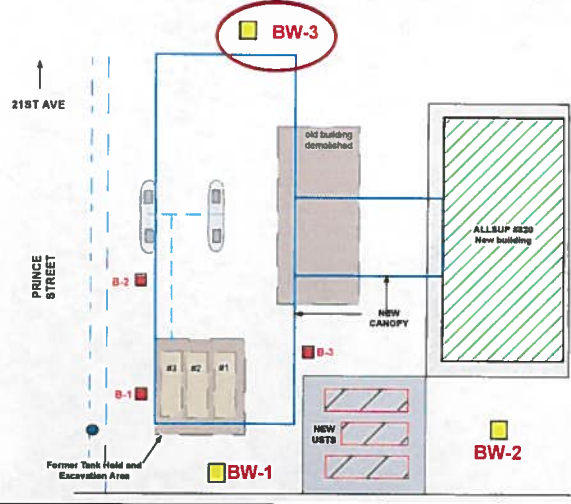 BW-3
21ST AVE
old building
demolished
ALLSUP #820
New building
PRINCE
STREET
B-2
NEW
CANOPY
B-3
#3
#2
#1
B-1
NEW
USTS
BW-2
Former Tank Hold and
Excavation Area
BW-1